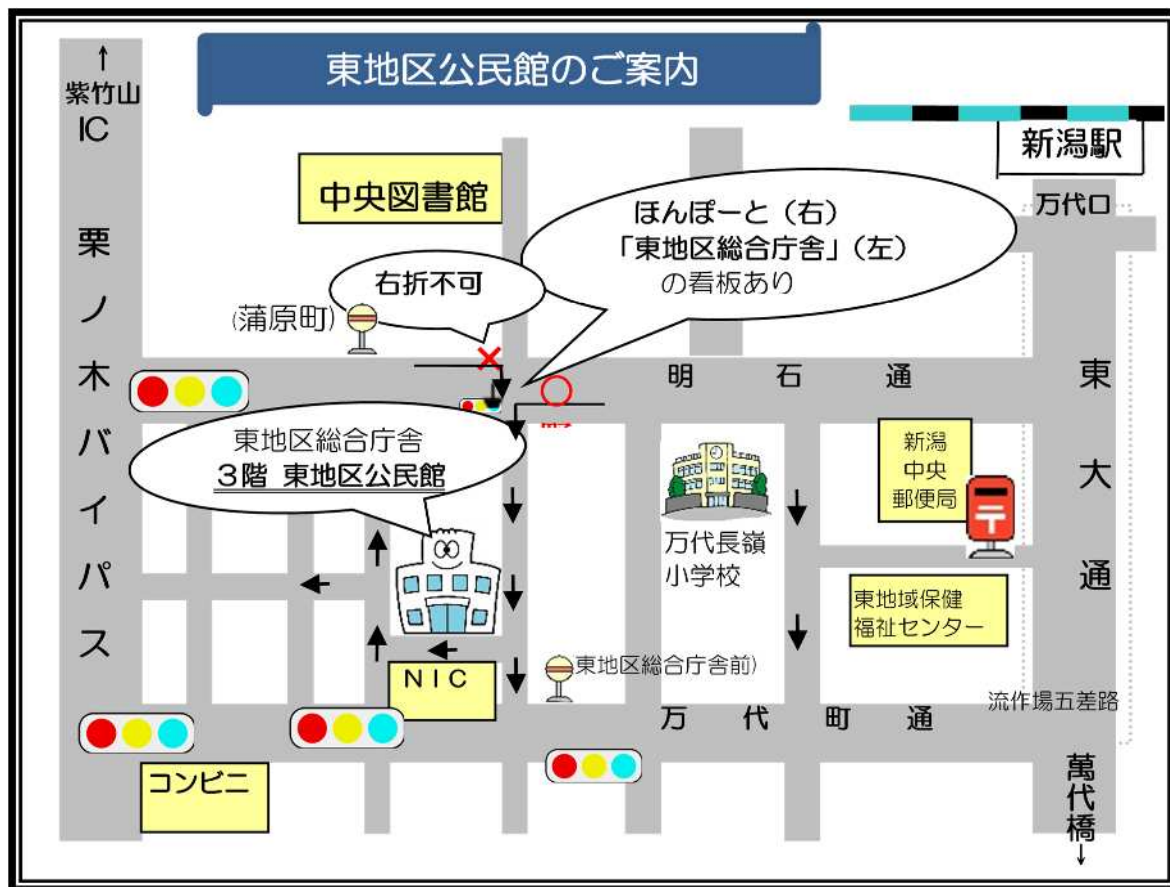 東地区公民館のご案内
↑
紫竹山
IC
栗ノ木バイパス
新潟駅
万代口
中央図書館
ほんぽーと（右）
「東地区総合庁舎」（左）
の看板あり
右折不可
(蒲原町)
明石通
東大通
東地区総合庁舎
３階 東地区公民館
新潟
中央
郵便局
万代長嶺
小学校
東地域保健
福祉センター
(東地区総合庁舎前)
ＮＩＣ
流作場五差路
万代町通
コンビニ
萬代橋
↓